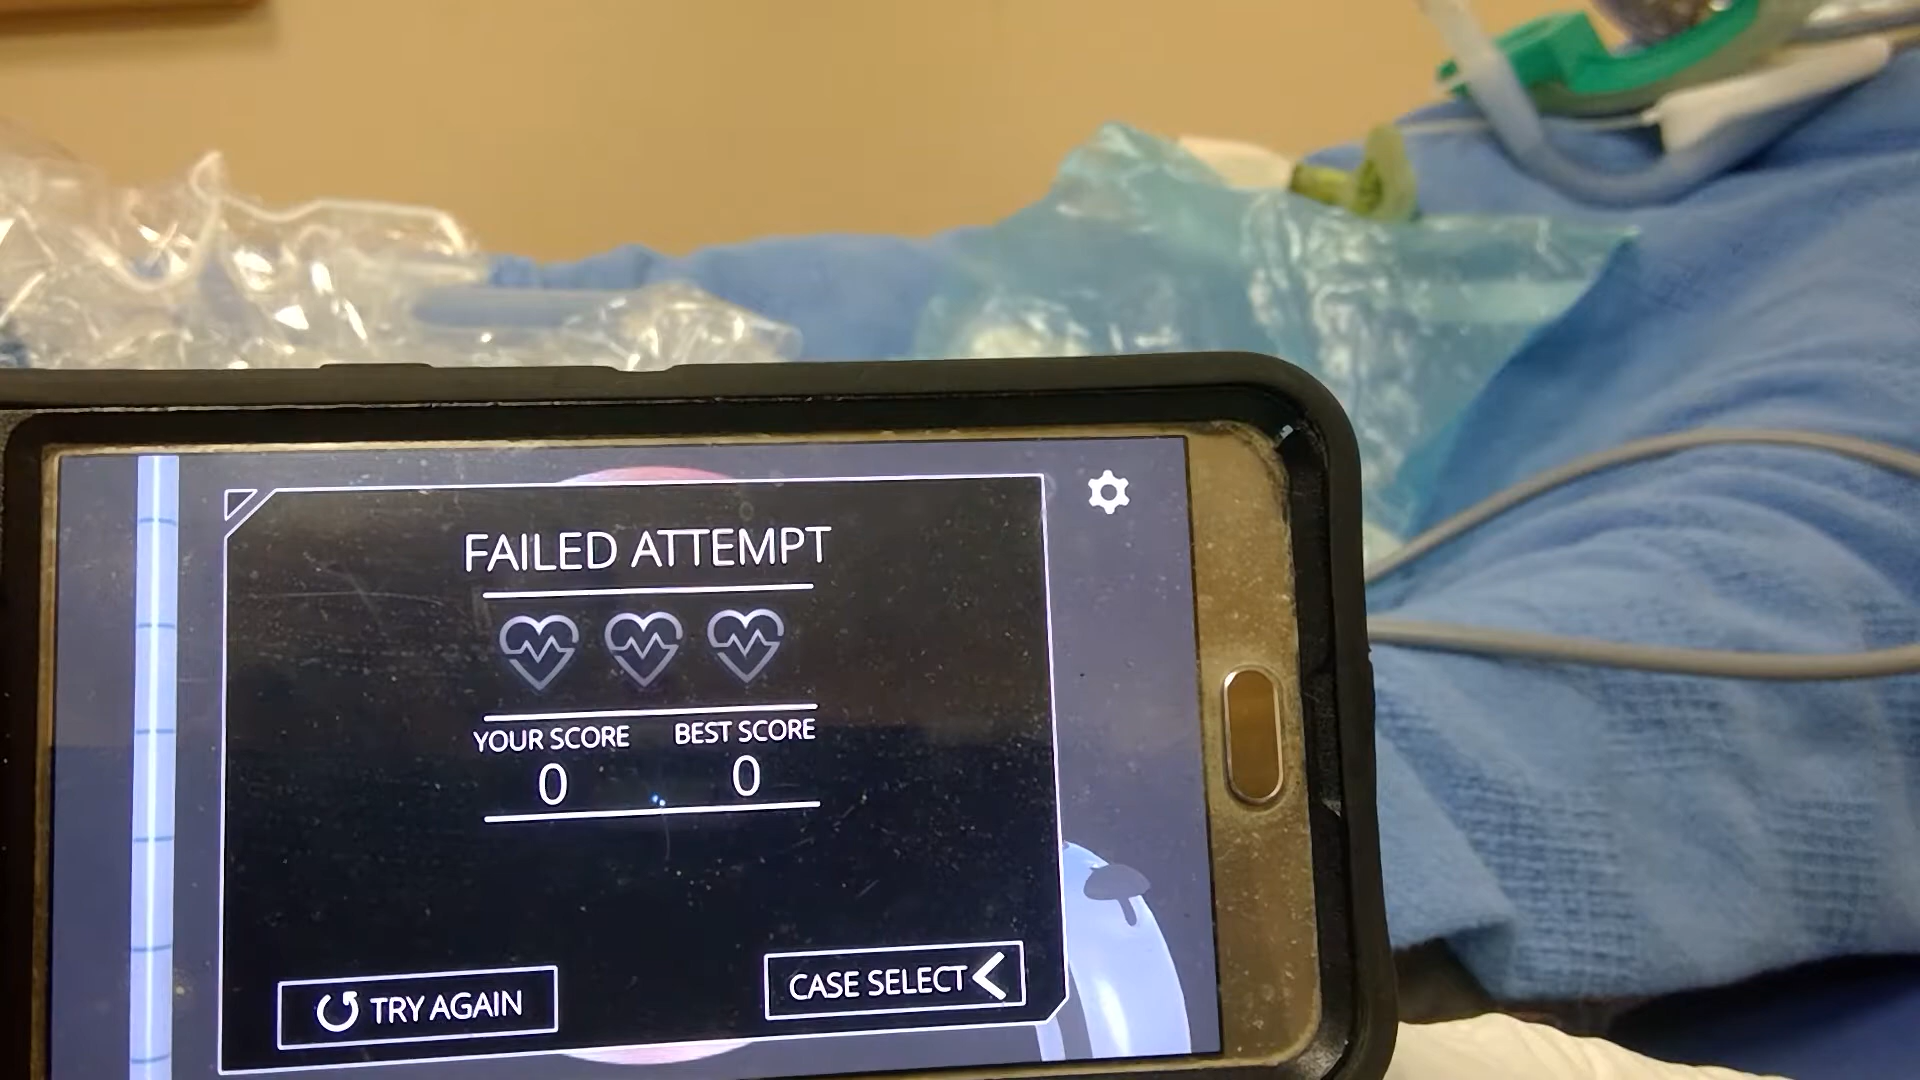 FAILED ATTEMPT
YOUR SCORE BEST SCORE
0 0
TRY AGAIN
CASE SELECT